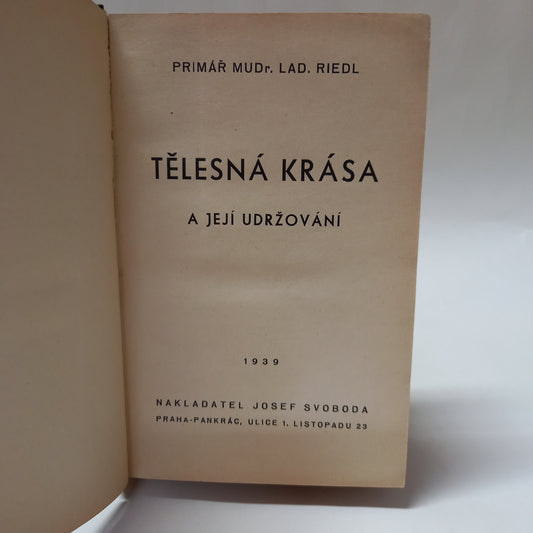 PRIMÁŘ MUDr. LAD. RIEDL
TĚLESNÁ KRÁSA
A JEJÍ UDRŽOVÁNÍ
1939
NAKLADATEL JOSEF SVOBODA
PRAHA-PANKRÁC, ULICE 1. LISTOPADU 23